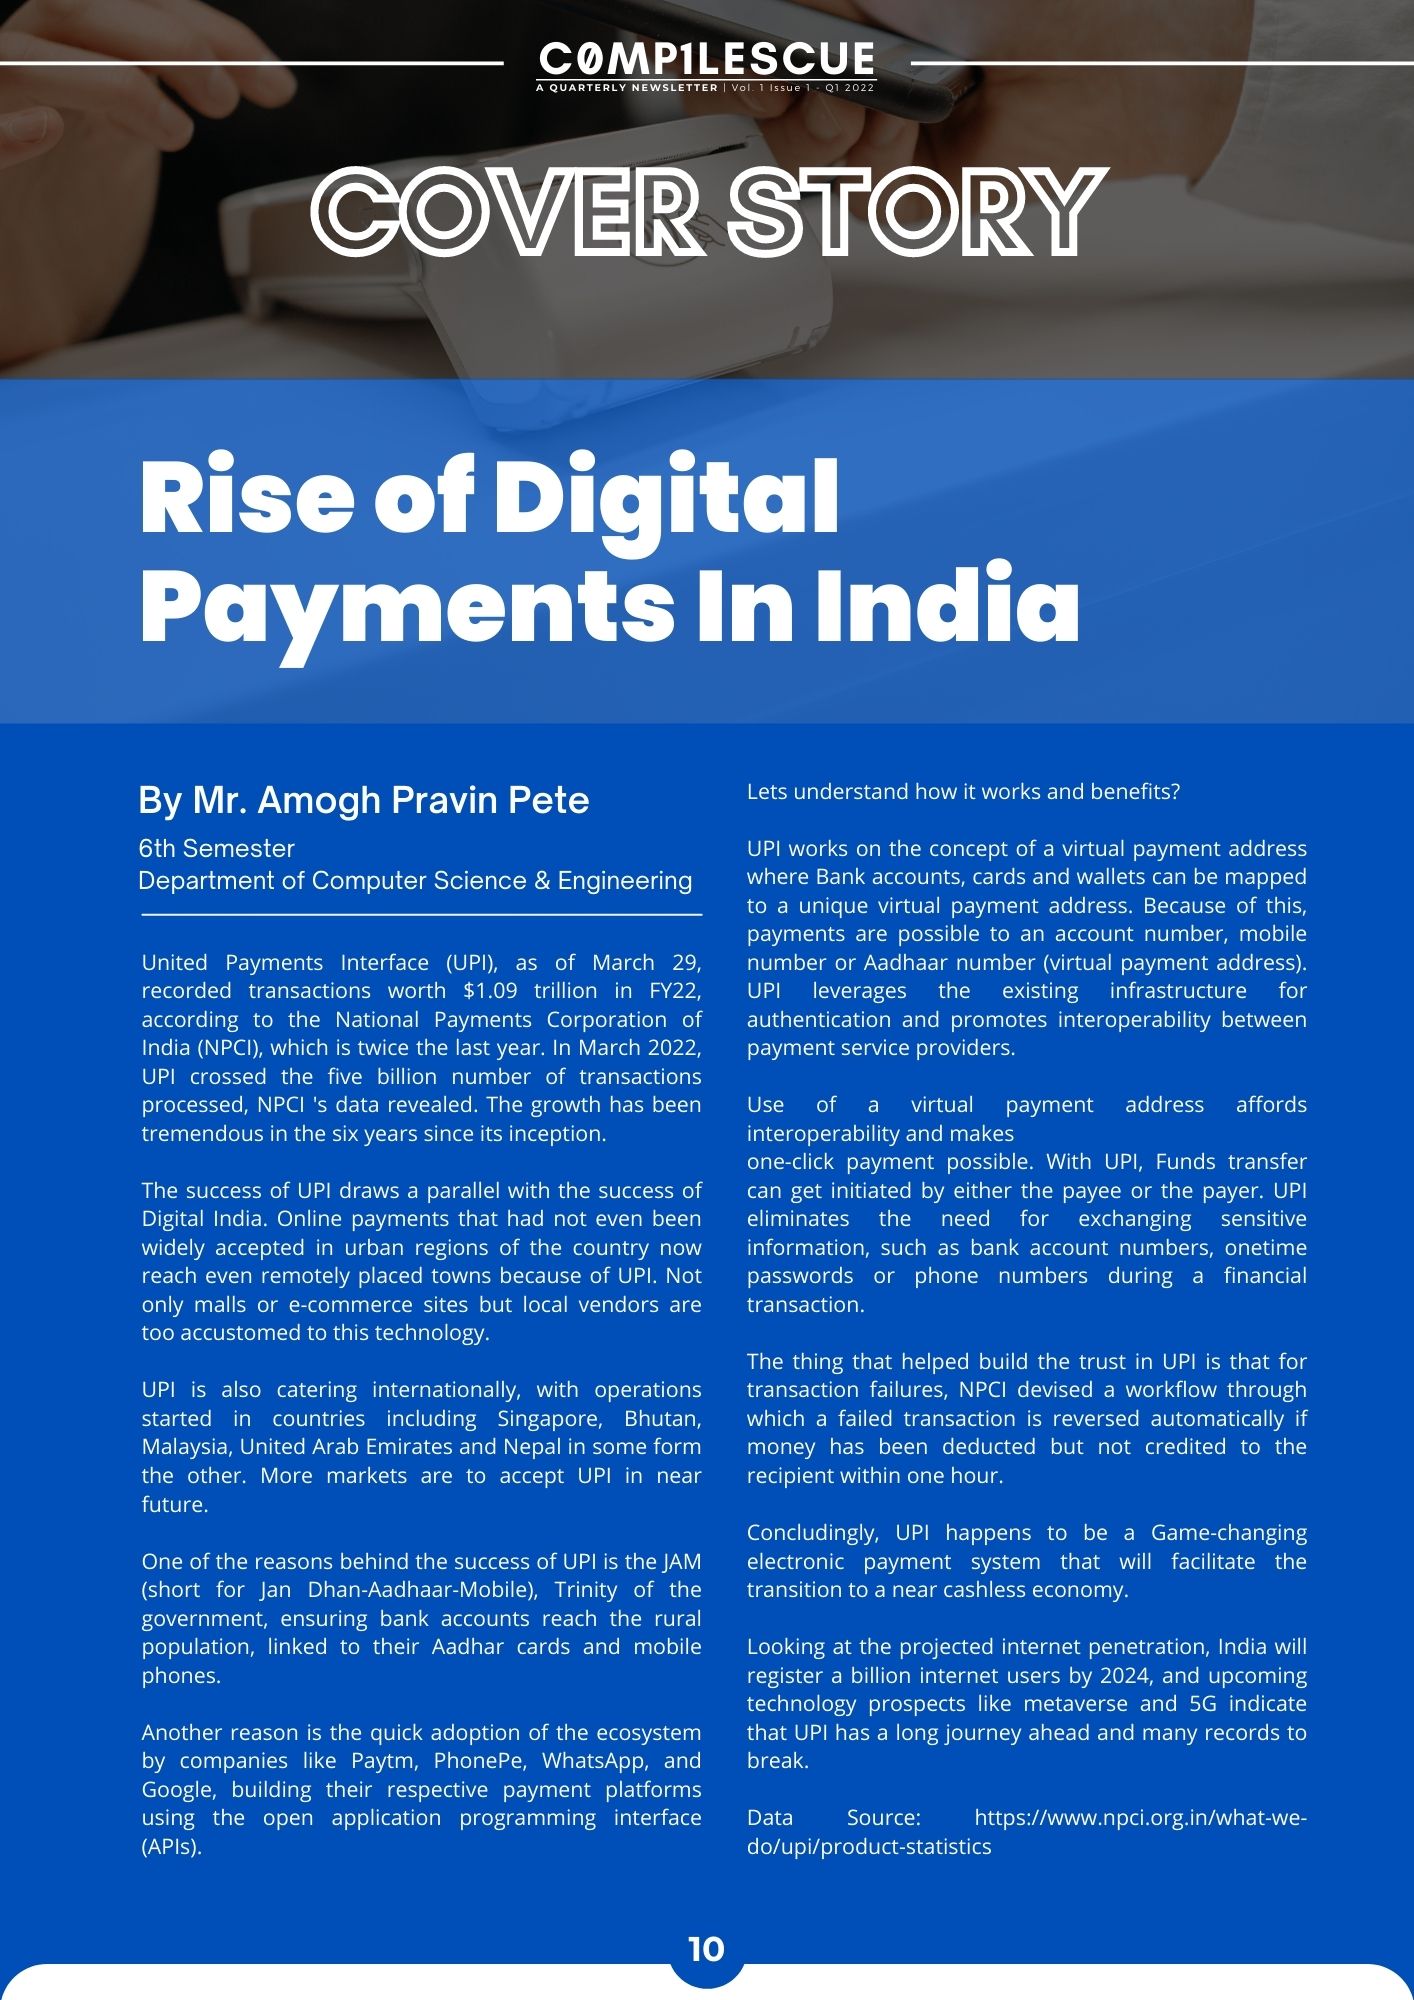 C0MP1LESCUE
A QUARTERLY NEWSLETTER | Vol. 1 Issue 1 - Q1 2022
COVER STORY
Rise of Digital
Payments In India
By Mr. Amogh Pravin Pete
6th Semester
Department of Computer Science & Engineering
United Payments Interface (UPI), as of March 29,
recorded transactions worth $1.09 trillion in FY22,
according to the National Payments Corporation of
India (NPCI), which is twice the last year. In March 2022,
UPI crossed the five billion number of transactions
processed, NPCI 's data revealed. The growth has been
tremendous in the six years since its inception.
The success of UPI draws a parallel with the success of
Digital India. Online payments that had not even been
widely accepted in urban regions of the country now
reach even remotely placed towns because of UPI. Not
only malls or e-commerce sites but local vendors are
too accustomed to this technology.
UPI is also catering internationally, with operations
started in countries including Singapore, Bhutan,
Malaysia, United Arab Emirates and Nepal in some form
the other. More markets are to accept UPI in near
future.
One of the reasons behind the success of UPI is the JAM
(short for Jan Dhan-Aadhaar-Mobile), Trinity of the
government, ensuring bank accounts reach the rural
population, linked to their Aadhar cards and mobile
phones.
Another reason is the quick adoption of the ecosystem
by companies like Paytm, PhonePe, WhatsApp, and
Google, building their respective payment platforms
using the open application programming interface
(APIs).
Lets understand how it works and benefits?
UPI works on the concept of a virtual payment address
where Bank accounts, cards and wallets can be mapped
to a unique virtual payment address. Because of this,
payments are possible to an account number, mobile
number or Aadhaar number (virtual payment address).
UPI leverages the existing infrastructure for
authentication and promotes interoperability between
payment service providers.
Use of a virtual payment address affords
interoperability and makes
one-click payment possible. With UPI, Funds transfer
can get initiated by either the payee or the payer. UPI
eliminates the need for exchanging sensitive
information, such as bank account numbers, onetime
passwords or phone numbers during a financial
transaction.
The thing that helped build the trust in UPI is that for
transaction failures, NPCI devised a workflow through
which a failed transaction is reversed automatically if
money has been deducted but not credited to the
recipient within one hour.
Concludingly, UPI happens to be a Game-changing
electronic payment system that will facilitate the
transition to a near cashless economy.
Looking at the projected internet penetration, India will
register a billion internet users by 2024, and upcoming
technology prospects like metaverse and 5G indicate
that UPI has a long journey ahead and many records to
break.
Data Source: https://www.npci.org.in/what-we-
do/upi/product-statistics
10